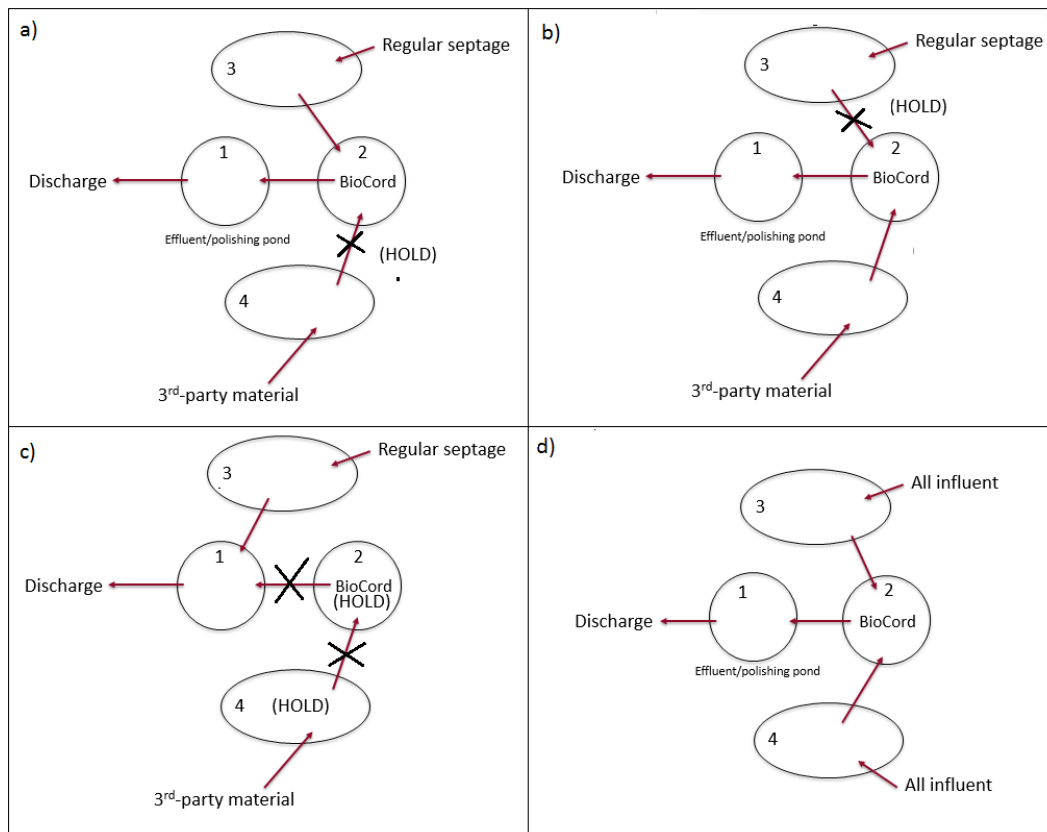 a)
Regular septage
3
1
2
Discharge
BioCord
Effluent/polishing pond
(HOLD)
4
3rd-party material
b)
Regular septage
3
(HOLD)
1
2
Discharge
BioCord
Effluent/polishing pond
4
3rd-party material
c)
Regular septage
3
1
2
Discharge
BioCord
(HOLD)
4 (HOLD)
3rd-party material
d)
All influent
3
1
2
Discharge
BioCord
Effluent/polishing pond
4
All influent